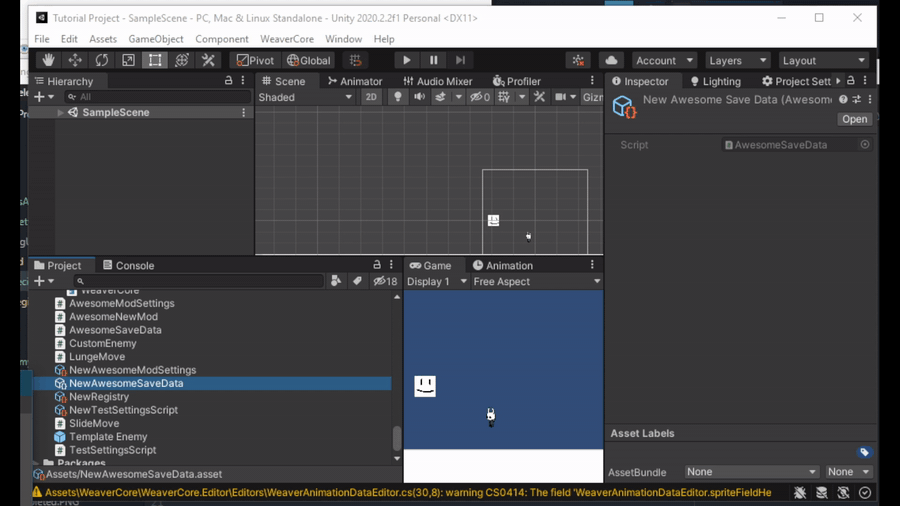 Tutorial Project - SampleScene - PC, Mac & Linux Standalone - Unity 2020.2.2f1 Personal <DX11>
File Edit Assets GameObject Component WeaverCore Window Help
Pivot Global Account Layers Layout
Hierarchy
All
SampleScene
Scene Animator Audio Mixer Profiler
Shaded 2D 0 Gizr
Inspector Lighting Project Sett
New Awesome Save Data (Awesom
Open
Script AwesomeSaveData
Project Console
18
WeaverCore
AwesomeModSettings
AwesomeNewMod
AwesomeSaveData
CustomEnemy
LungeMove
NewAwesomeModSettings
NewAwesomeSaveData
NewRegistry
NewTestSettingsScript
SlideMove
Template Enemy
TestSettingsScript
Packages
Assets/NewAwesomeSaveData.asset
Game Animation
Display 1 Free Aspect
Asset Labels
AssetBundle None None
Assets\WeaverCore\WeaverCore.Editor\Editors\WeaverAnimationDataEditor.cs(30,8): warning CS0414: The field 'WeaverAnimationDataEditor.spriteFieldHe